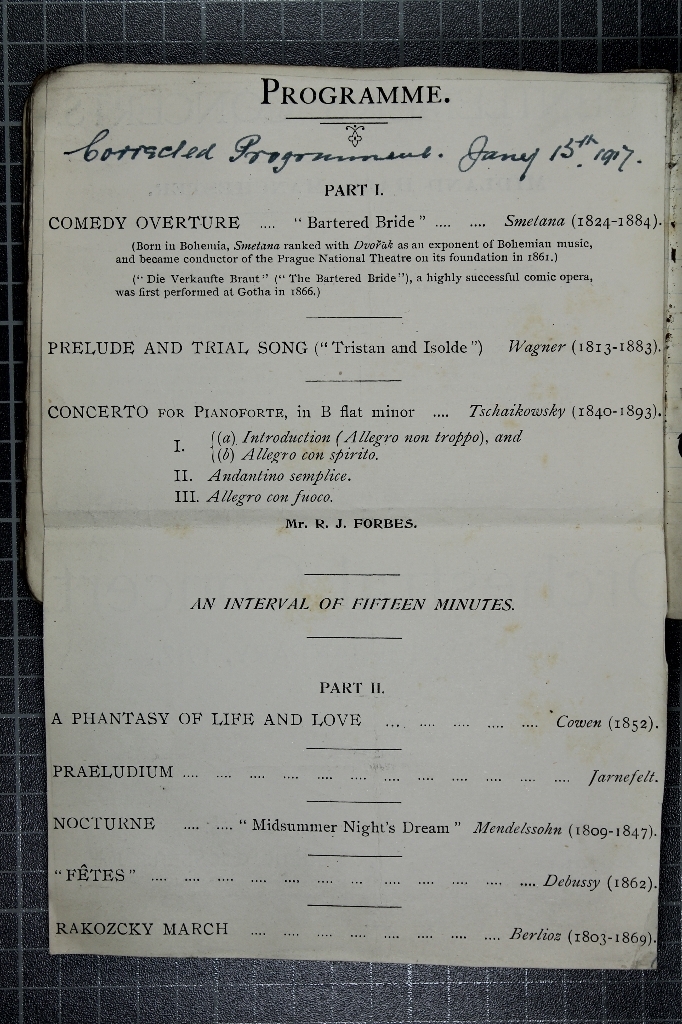 PROGRAMME.
Corrected Programme. Jany 15th 1917.
PART I.
COMEDY OVERTURE .... "Bartered Bride" .... .... Smetana (1824-1884).
(Born in Bohemia, Smetana ranked with Dvořák as an exponent of Bohemian music,
and became conductor of the Prague National Theatre on its foundation in 1861.)
("Die Verkaufte Braut" ("The Bartered Bride"), a highly successful comic opera,
was first performed at Gotha in 1866.)
PRELUDE AND TRIAL SONG ("Tristan and Isolde") Wagner (1813-1883).
CONCERTO FOR PIANOFORTE, in B flat minor .... Tschaikowsky (1840-1893).
I. {(a) Introduction (Allegro non troppo), and
{(b) Allegro con spirito.
II. Andantino semplice.
III. Allegro con fuoco.
Mr. R. J. FORBES.
AN INTERVAL OF FIFTEEN MINUTES.
PART II.
A PHANTASY OF LIFE AND LOVE .... .... .... .... .... Cowen (1852).
PRAELUDIUM .... .... .... .... .... .... .... .... .... .... .... .... Jarnefelt.
NOCTURNE .... .... "Midsummer Night's Dream" Mendelssohn (1809-1847).
"FÊTES" .... .... .... .... .... .... .... .... .... .... .... .... Debussy (1862).
RAKOZCKY MARCH .... .... .... .... .... .... .... .... Berlioz (1803-1869).